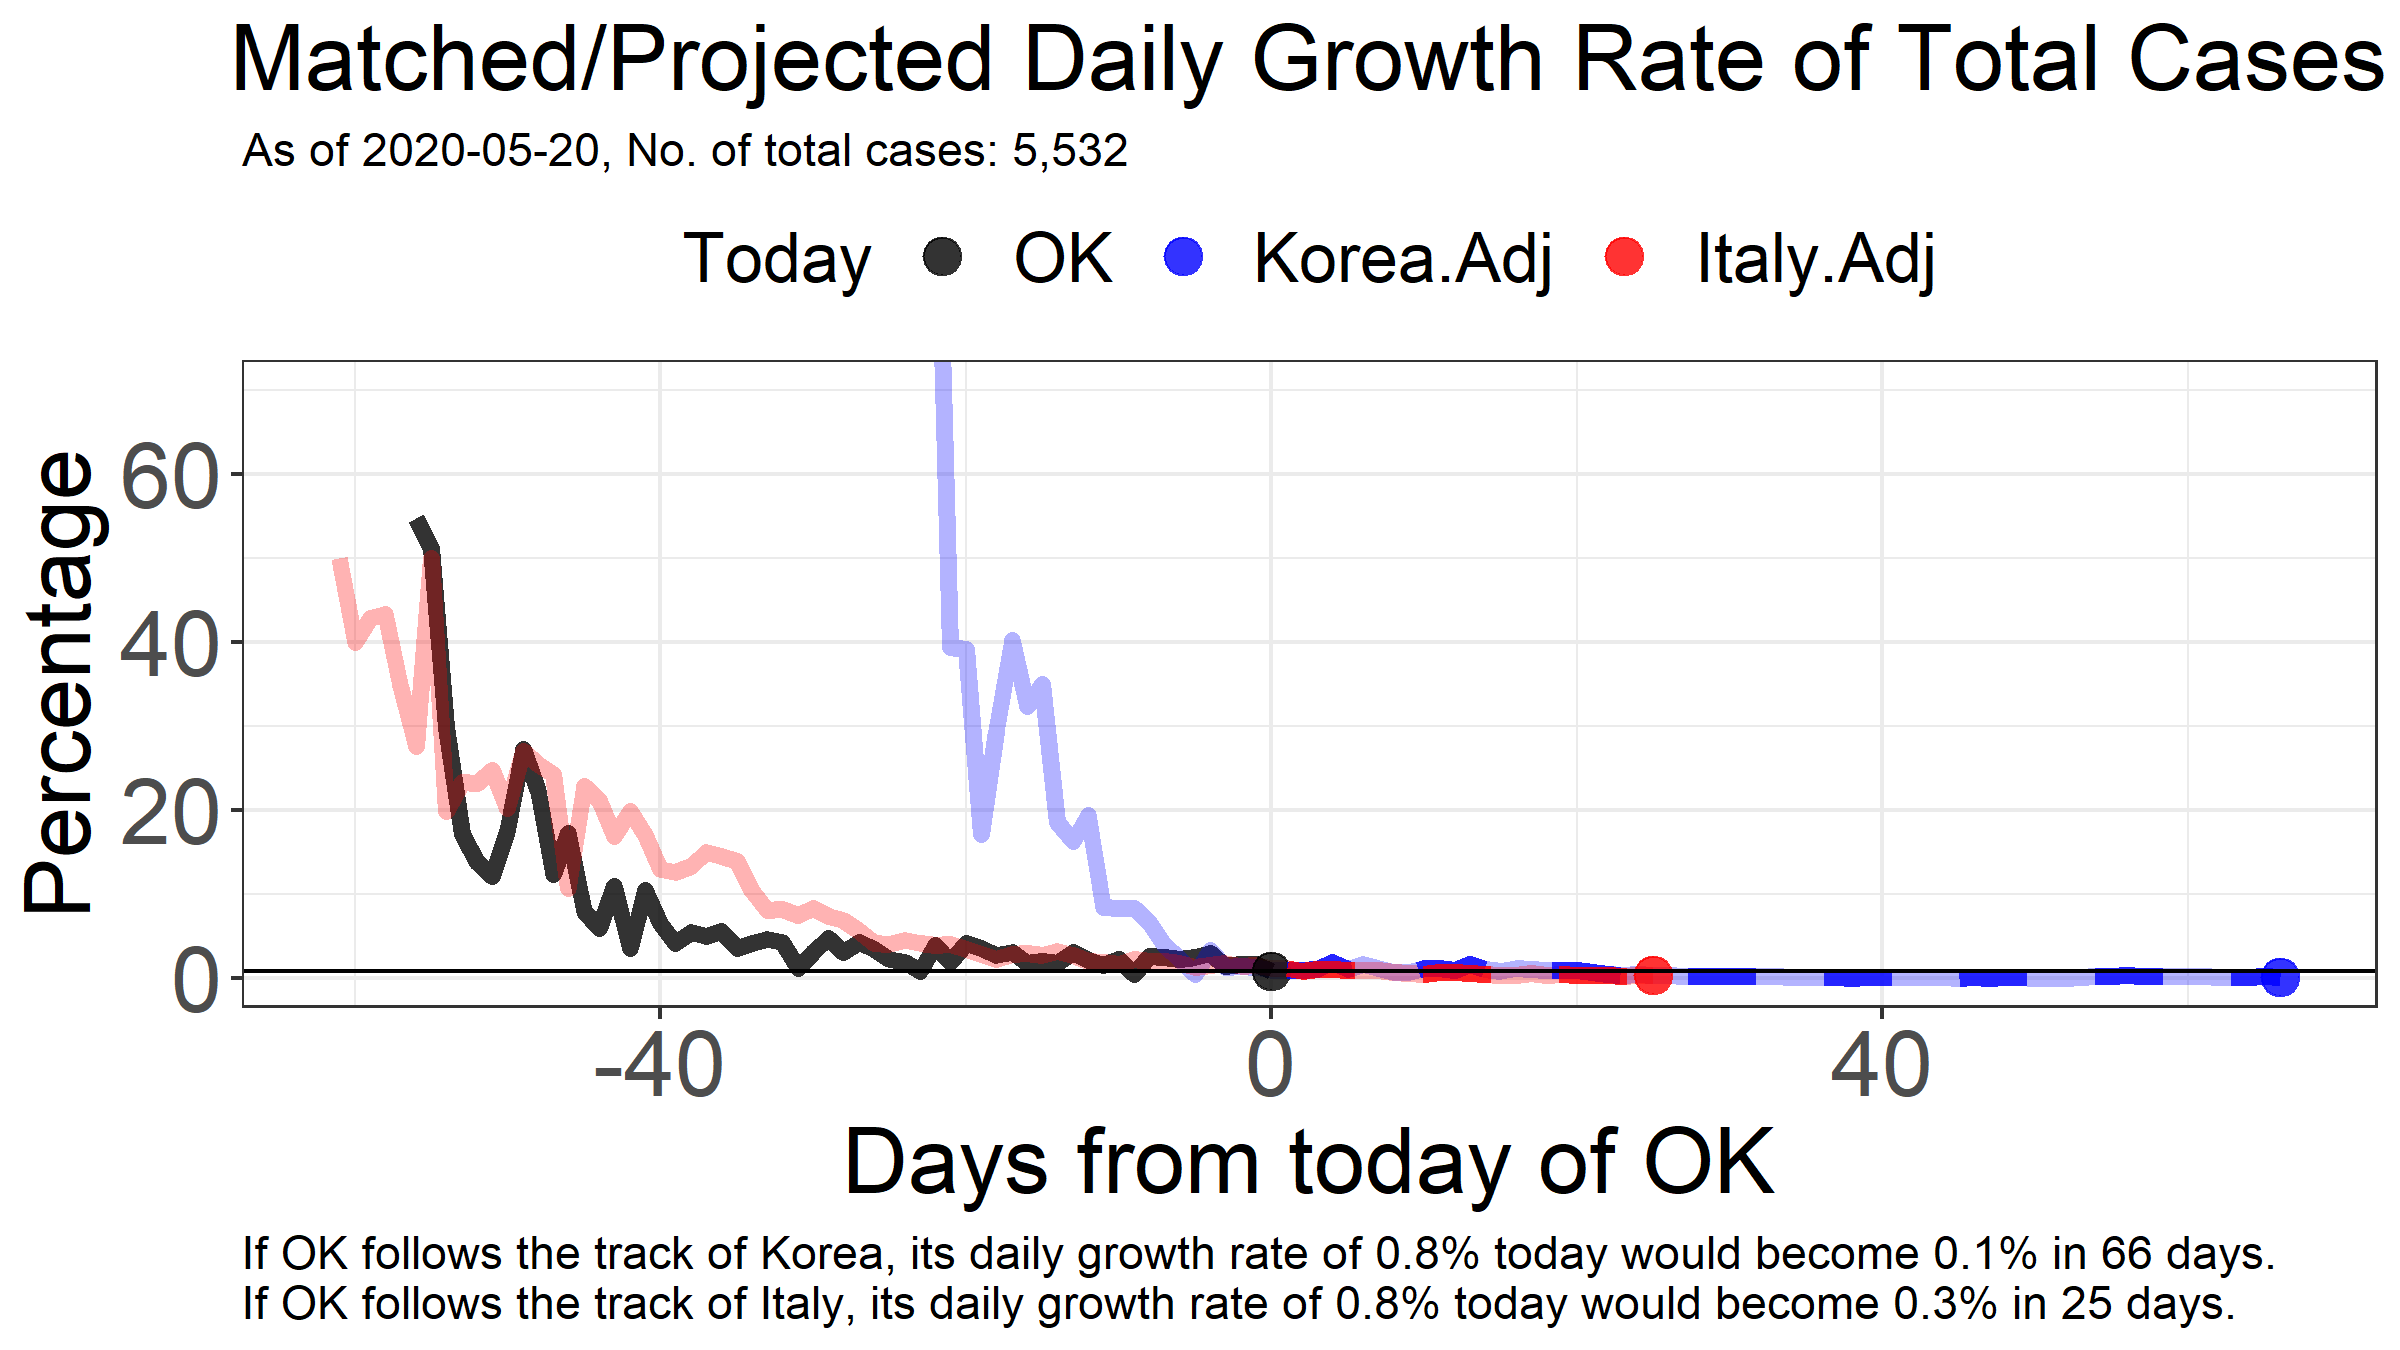 Matched/Projected Daily Growth Rate of Total Cases
As of 2020-05-20, No. of total cases: 5,532
Today OK Korea.Adj Italy.Adj
Percentage
60
40
20
0
-40 0 40
Days from today of OK
If OK follows the track of Korea, its daily growth rate of 0.8% today would become 0.1% in 66 days.
If OK follows the track of Italy, its daily growth rate of 0.8% today would become 0.3% in 25 days.